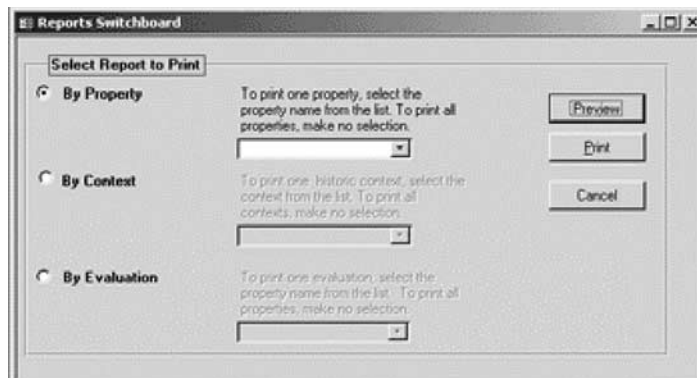 Reports Switchboard
Select Report to Print
By Property
To print one property, select the
property name from the list. To print all
properties, make no selection.
Preview
Print
By Context
To print one historic context, select the
context from the list. To print all
contexts, make no selection.
Cancel
By Evaluation
To print one evaluation, select the
property name from the list. To print all
properties, make no selection.